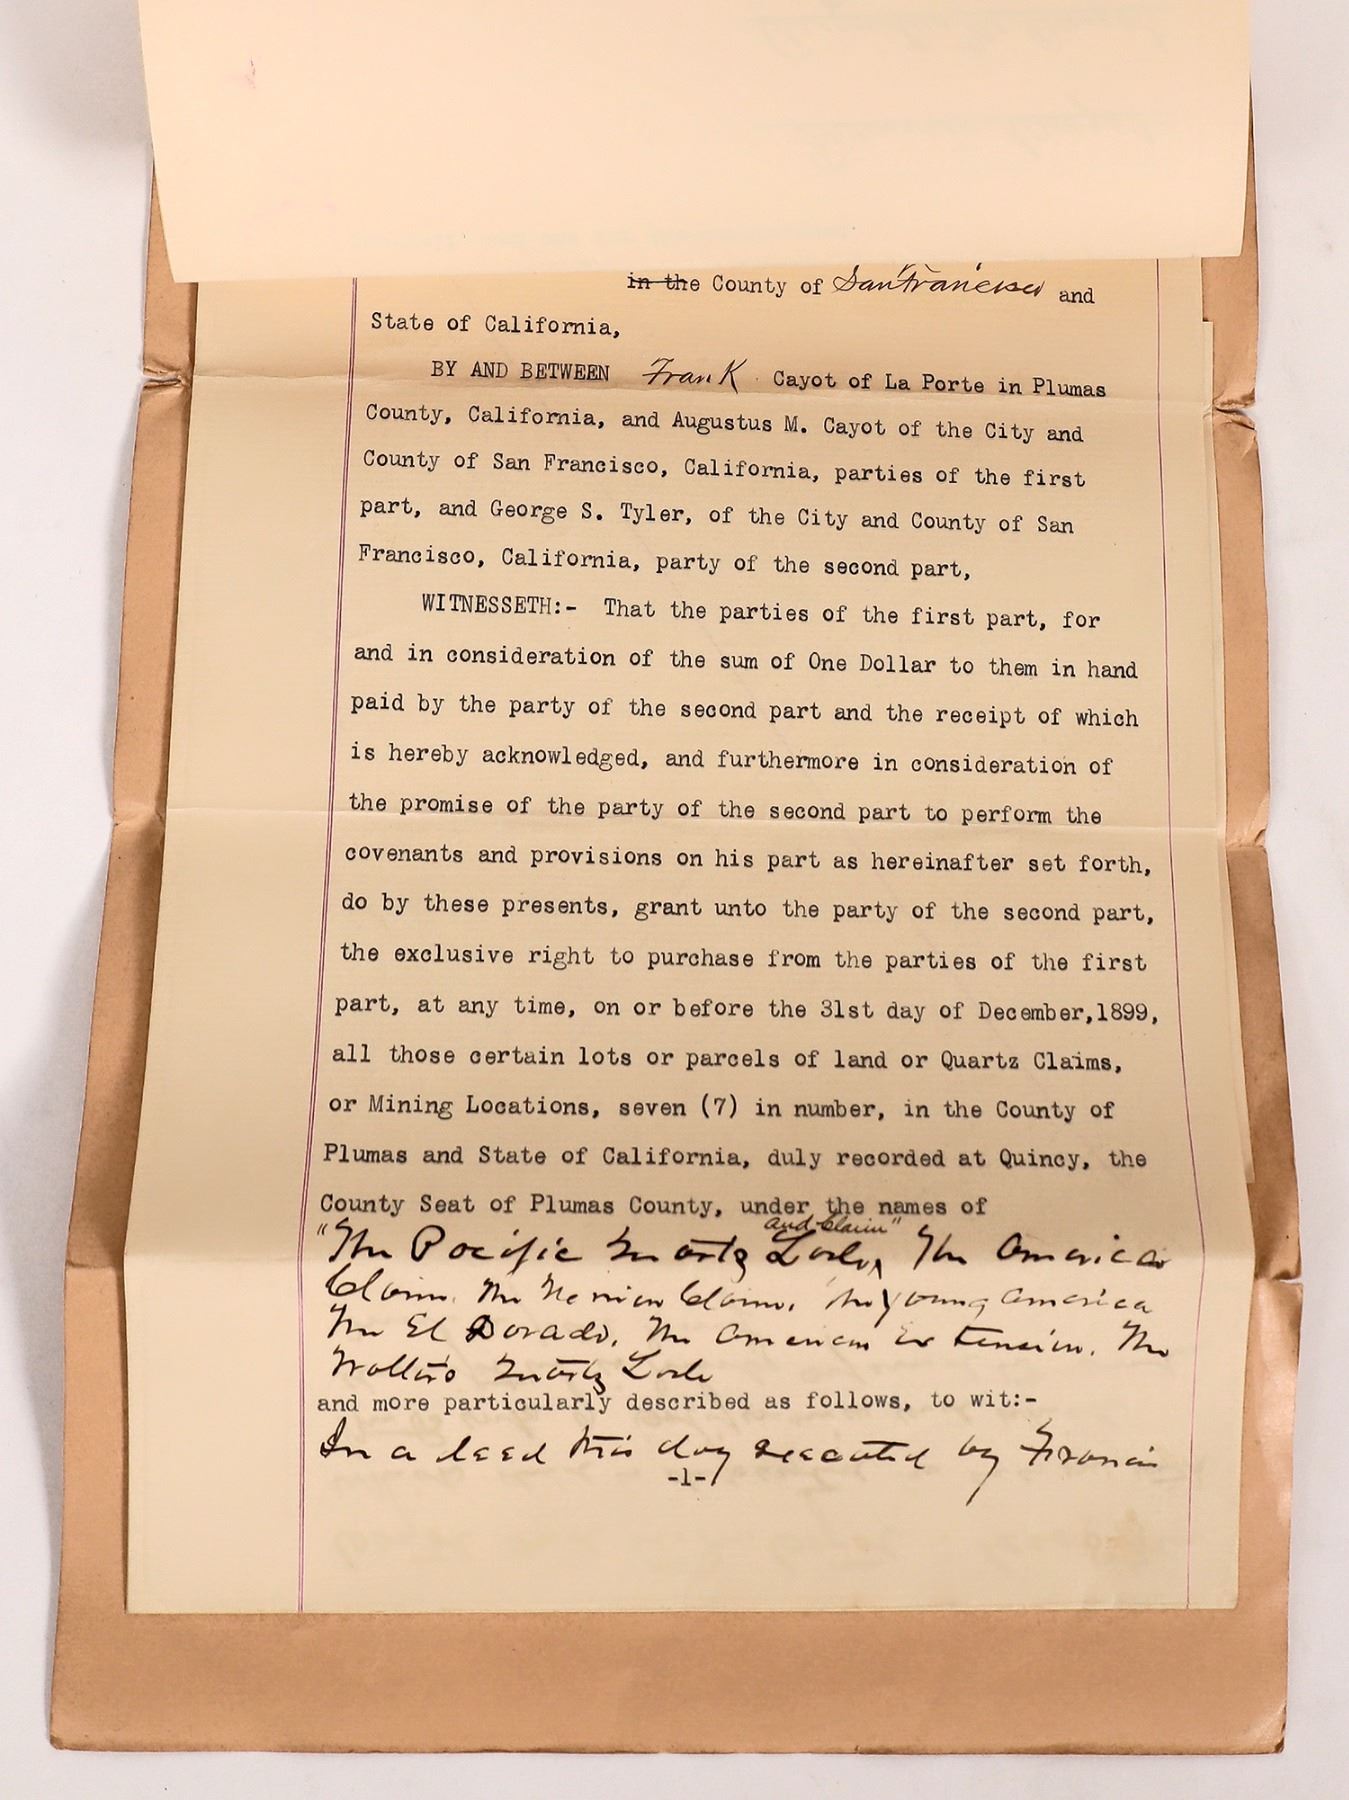 in the County of San Francisco and
State of California,
BY AND BETWEEN Frank Cayot of La Porte in Plumas
County, California, and Augustus M. Cayot of the City and
County of San Francisco, California, parties of the first
part, and George S. Tyler, of the City and County of San
Francisco, California, party of the second part,
WITNESSETH:- That the parties of the first part, for
and in consideration of the sum of One Dollar to them in hand
paid by the party of the second part and the receipt of which
is hereby acknowledged, and furthermore in consideration of
the promise of the party of the second part to perform the
covenants and provisions on his part as hereinafter set forth,
do by these presents, grant unto the party of the second part,
the exclusive right to purchase from the parties of the first
part, at any time, on or before the 31st day of December,1899,
all those certain lots or parcels of land or Quartz Claims,
or Mining Locations, seven (7) in number, in the County of
Plumas and State of California, duly recorded at Quincy, the
County Seat of Plumas County, under the names of
and Claim"
"The Pacific Quartz Lode, The America
Claim. The Claim. The Young America
The El Dorado. The American Extension. The
Quartz Lode
and more particularly described as follows, to wit:-
In a deed this day executed by Francis
-1-